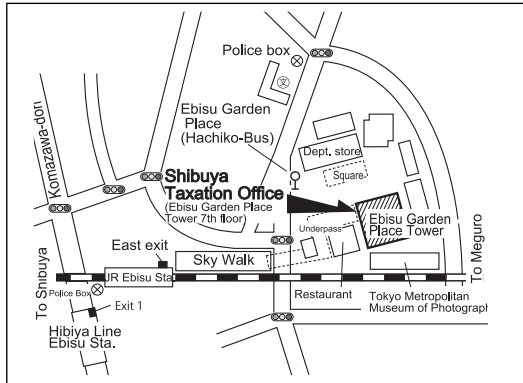 Police box
文
Ebisu Garden
Place
(Hachiko-Bus)
Dept. store
Square
Komazawa-dori
Shibuya
Taxation Office
(Ebisu Garden Place
Tower 7th floor)
Underpass
Ebisu Garden
Place Tower
East exit
Sky Walk
To Meguro
To Shibuya
JR Ebisu Sta.
Restaurant
Tokyo Metropolitan
Museum of Photograph
Police Box
Exit 1
Hibiya Line
Ebisu Sta.